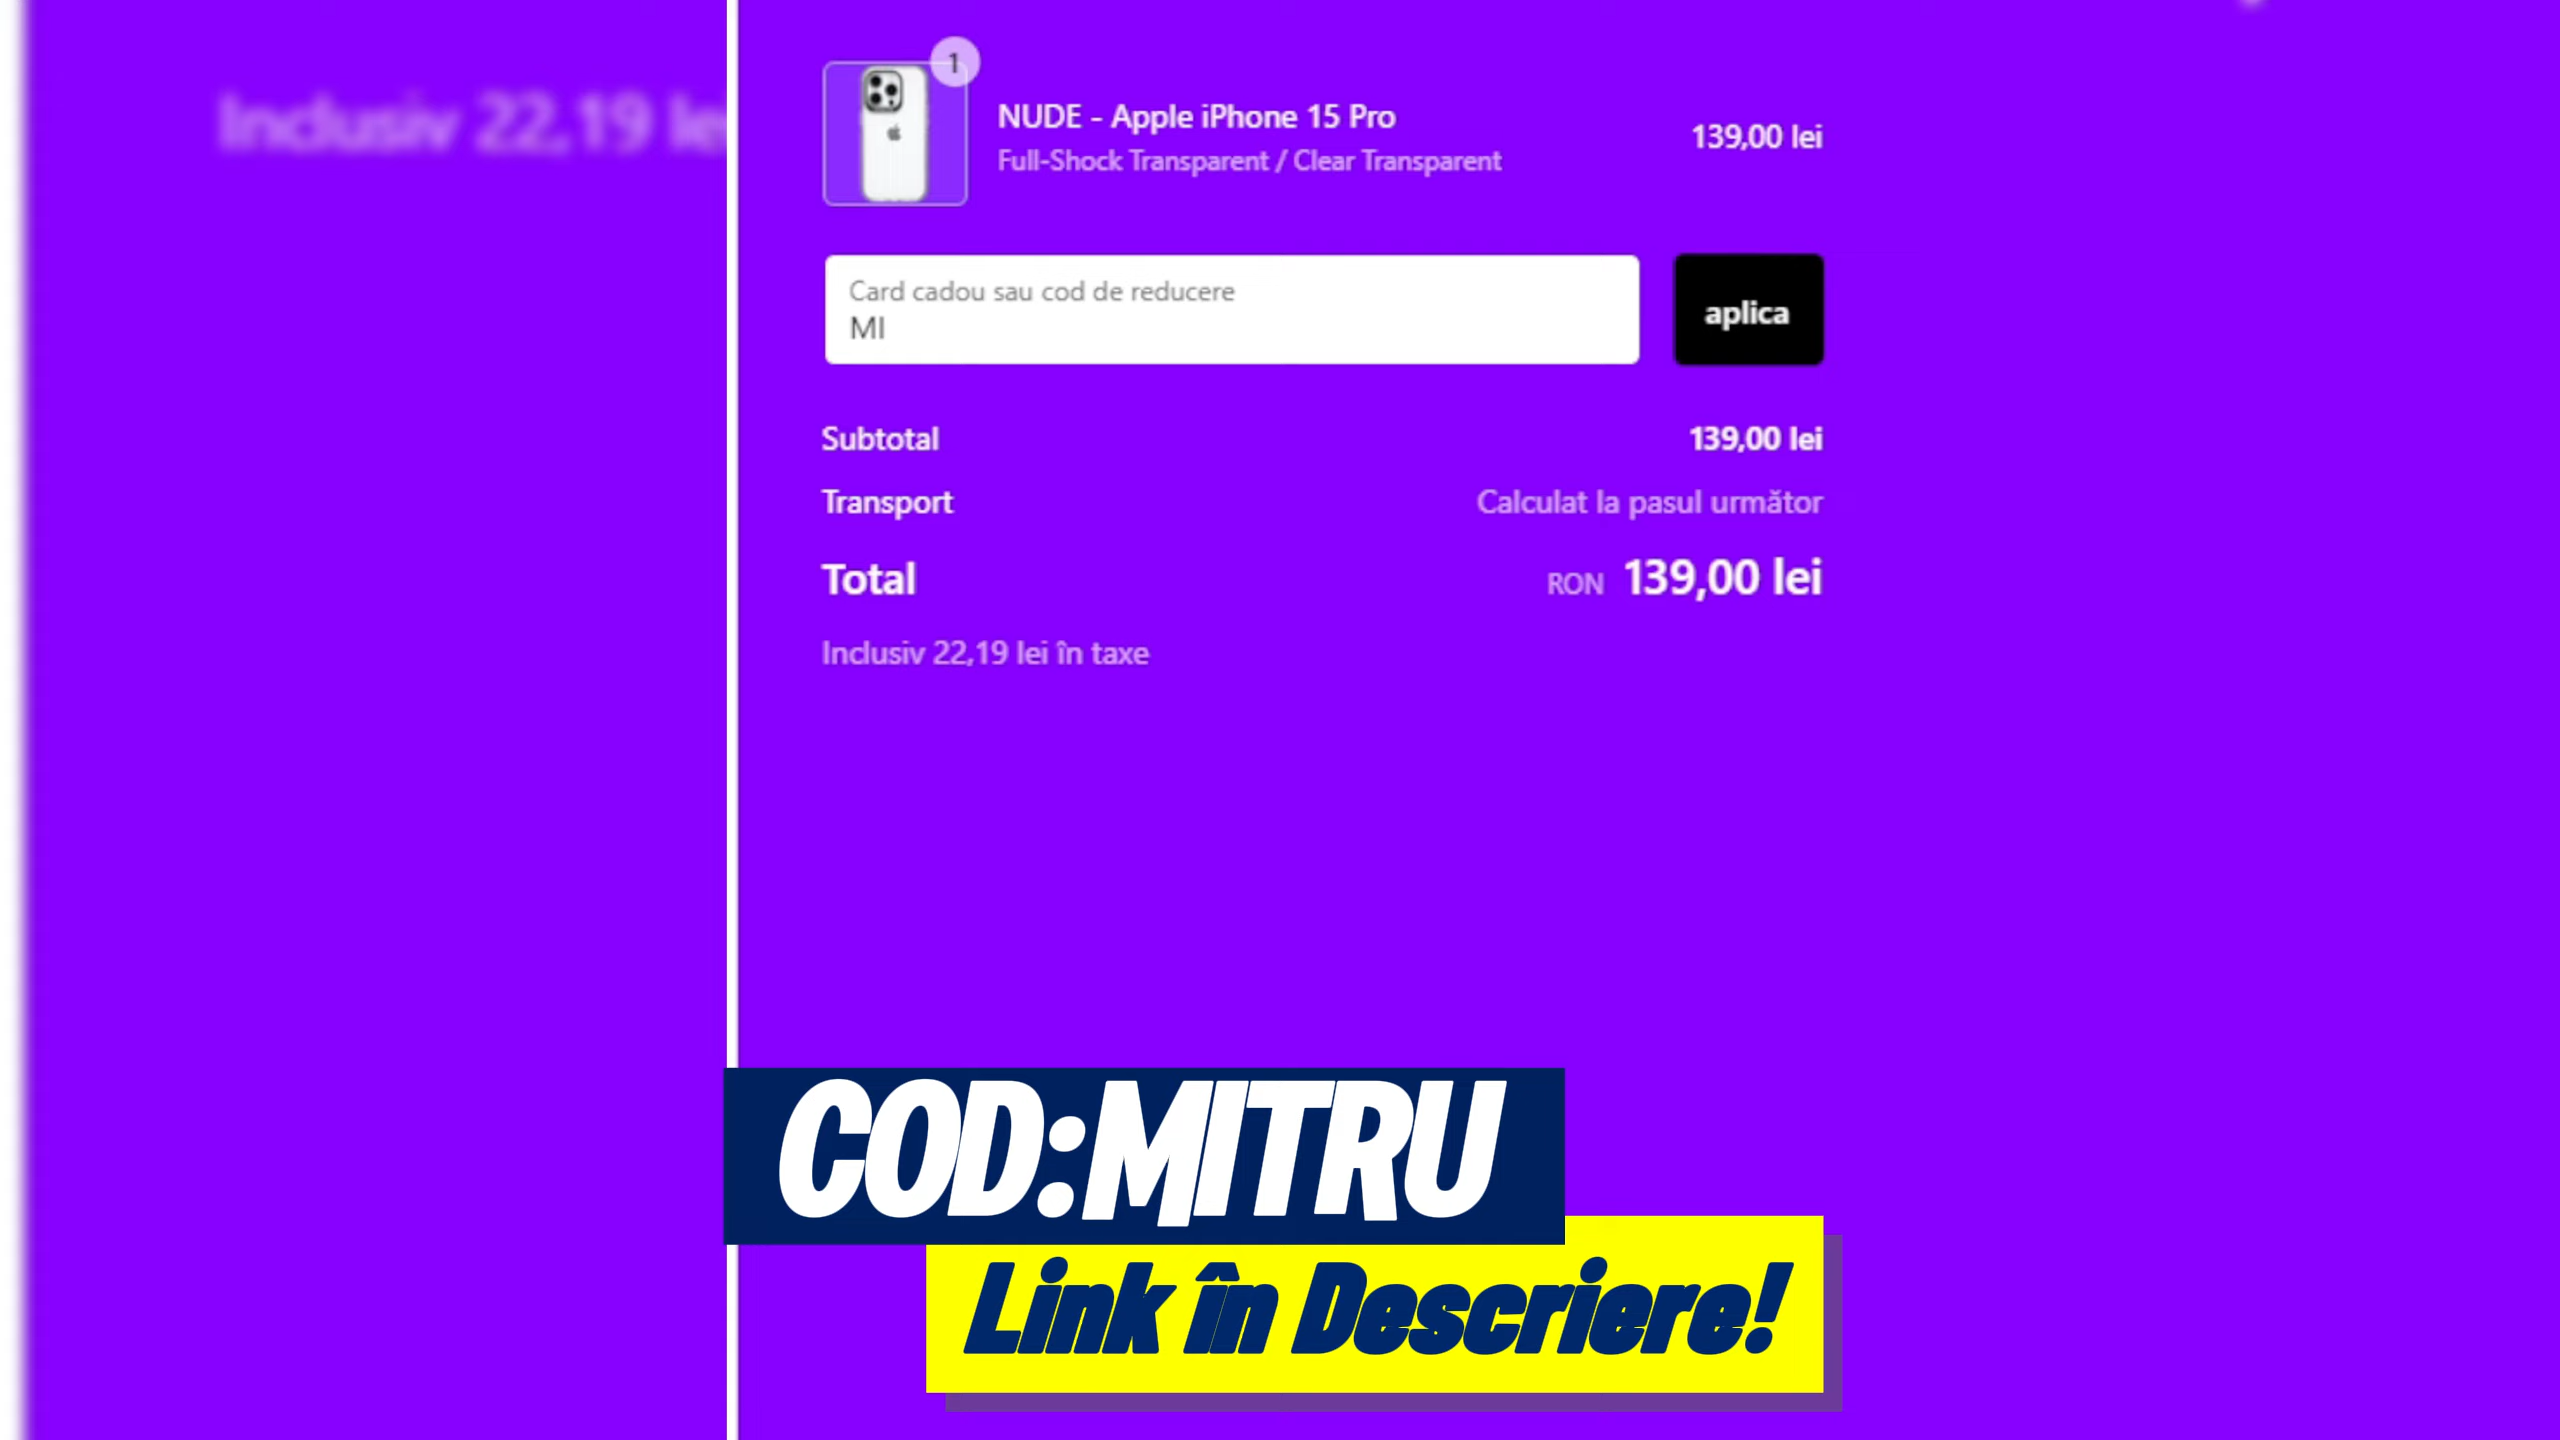 Inclusiv 22,19 lei
1
NUDE - Apple iPhone 15 Pro
Full-Shock Transparent / Clear Transparent
139,00 lei
Card cadou sau cod de reducere
MI
aplica
Subtotal 139,00 lei
Transport Calculat la pasul următor
Total RON 139,00 lei
Inclusiv 22,19 lei în taxe
COD:MITRU
Link în Descriere!